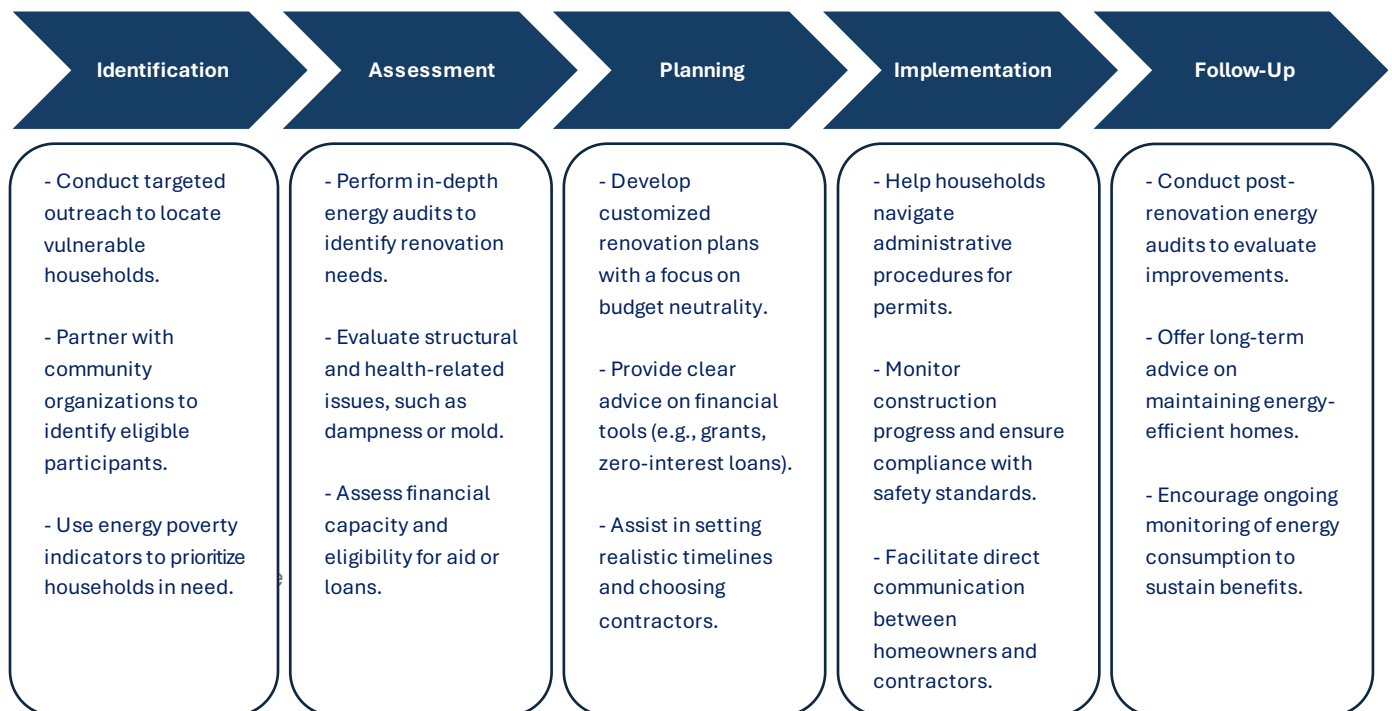 Identification
Assessment
Planning
Implementation
Follow-Up
- Conduct targeted
outreach to locate
vulnerable
households.
- Partner with
community
organizations to
identify eligible
participants.
- Use energy poverty
indicators to prioritize
households in need.
- Perform in-depth
energy audits to
identify renovation
needs.
- Evaluate structural
and health-related
issues, such as
dampness or mold.
- Assess financial
capacity and
eligibility for aid or
loans.
- Develop
customized
renovation plans
with a focus on
budget neutrality.
- Provide clear
advice on financial
tools (e.g., grants,
zero-interest loans).
- Assist in setting
realistic timelines
and choosing
contractors.
- Help households
navigate
administrative
procedures for
permits.
- Monitor
construction
progress and ensure
compliance with
safety standards.
- Facilitate direct
communication
between
homeowners and
contractors.
- Conduct post-
renovation energy
audits to evaluate
improvements.
- Offer long-term
advice on
maintaining energy-
efficient homes.
- Encourage ongoing
monitoring of energy
consumption to
sustain benefits.